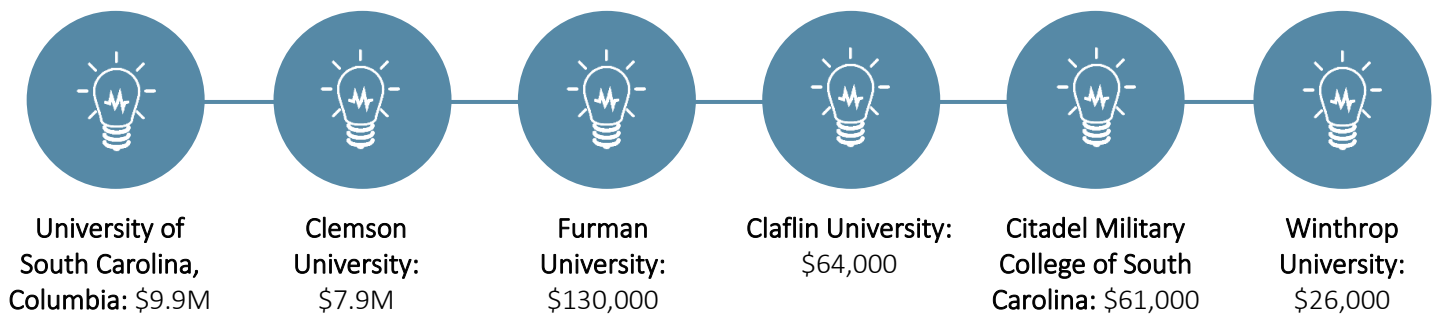 University of
South Carolina,
Columbia: $9.9M
Clemson
University:
$7.9M
Furman
University:
$130,000
Claflin University:
$64,000
Citadel Military
College of South
Carolina: $61,000
Winthrop
University:
$26,000